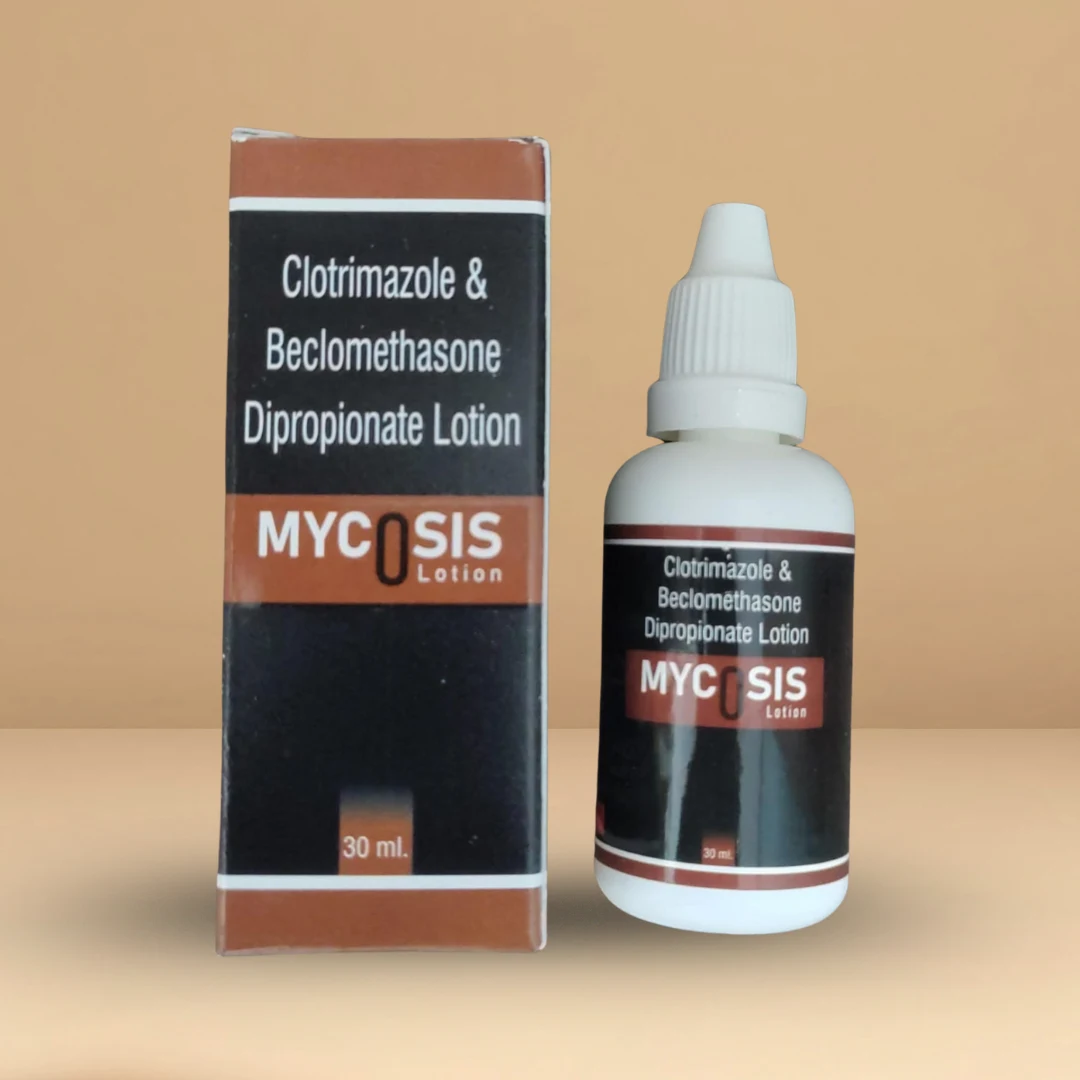 Clotrimazole &
Beclomethasone
Dipropionate Lotion
MYCOSIS
Lotion
30 ml.
Clotrimazole &
Beclomethasone
Dipropionate Lotion
MYCOSIS
Lotion
30 ml.